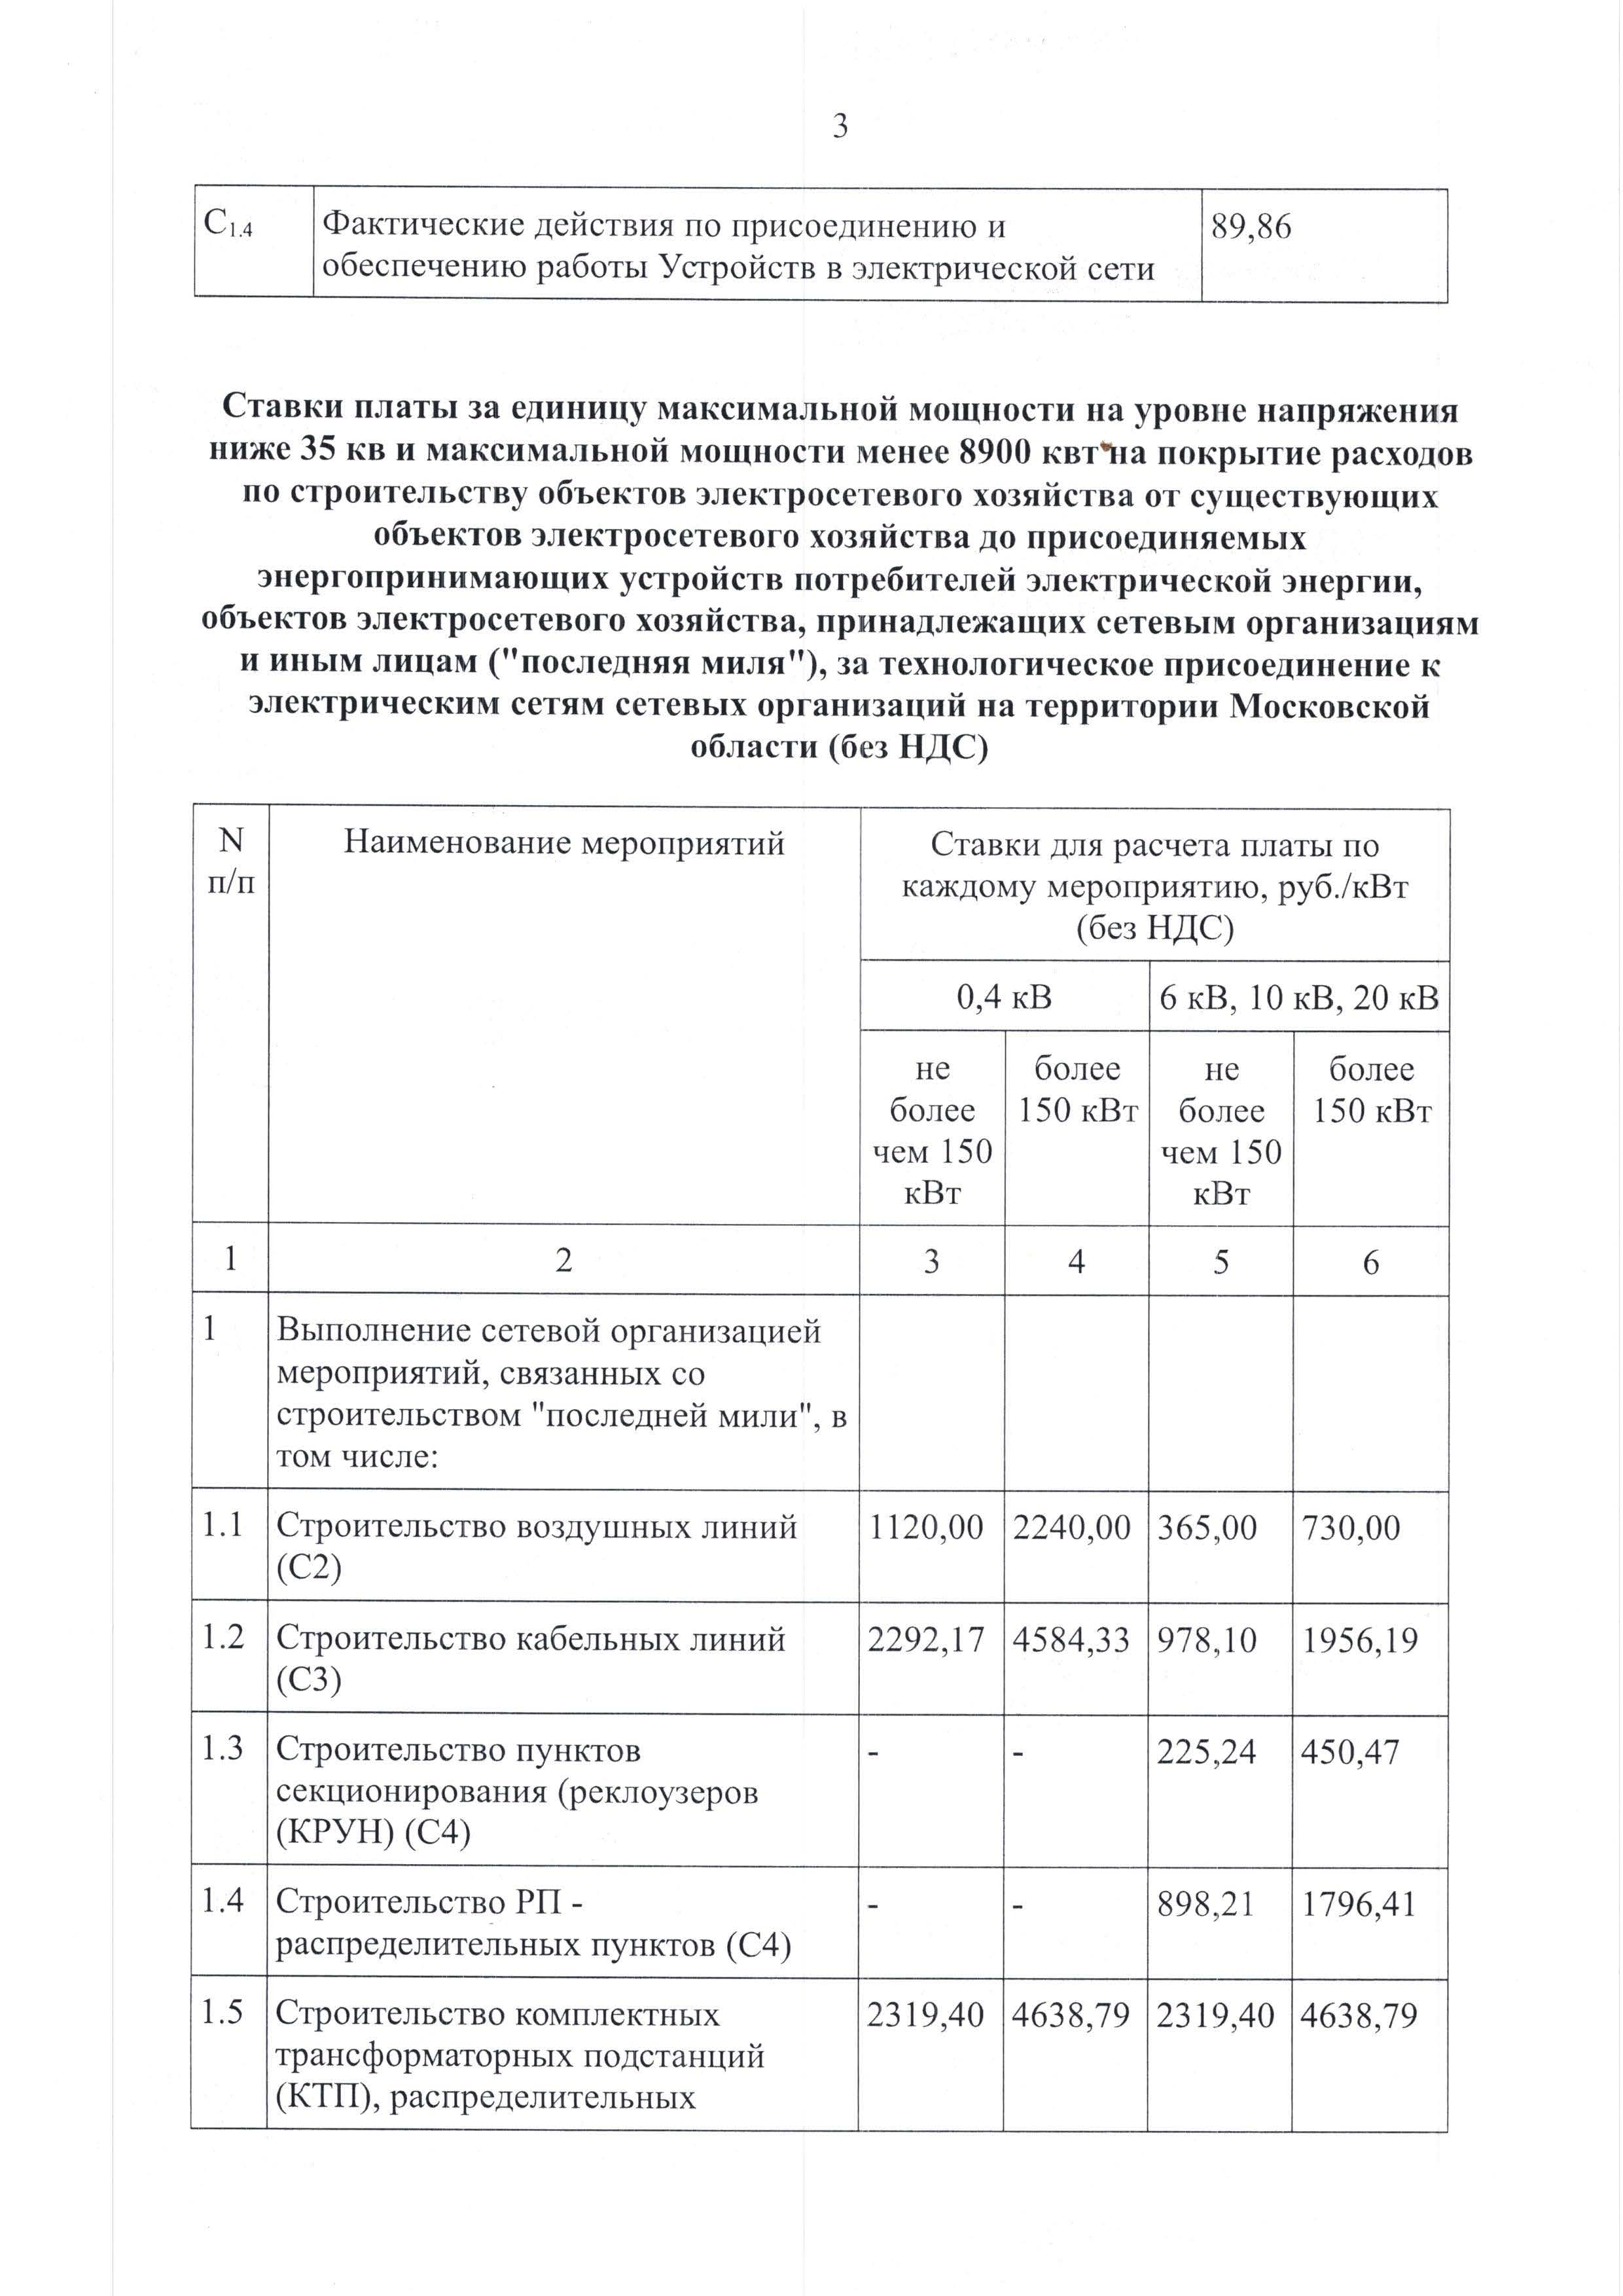 3
С1.4
Фактические действия по присоединению и
обеспечению работы Устройств в электрической сети
89,86
Ставки платы за единицу максимальной мощности на уровне напряжения
ниже 35 кв и максимальной мощности менее 8900 квт на покрытие расходов
по строительству объектов электросетевого хозяйства от существующих
объектов электросетевого хозяйства до присоединяемых
энергопринимающих устройств потребителей электрической энергии,
объектов электросетевого хозяйства, принадлежащих сетевым организациям
и иным лицам ("последняя миля"), за технологическое присоединение к
электрическим сетям сетевых организаций на территории Московской
области (без НДС)
N
п/п
Наименование мероприятий
Ставки для расчета платы по
каждому мероприятию, руб./кВт
(без НДС)
0,4 кВ
6 кВ, 10 кВ, 20 кВ
не
более
чем 150
кВт
более
150 кВт
не
более
чем 150
кВт
более
150 кВт
1 2 3 4 5 6
1
Выполнение сетевой организацией
мероприятий, связанных со
строительством "последней мили", в
том числе:
1.1
Строительство воздушных линий
(С2)
1120,00 2240,00 365,00 730,00
1.2
Строительство кабельных линий
(С3)
2292,17 4584,33 978,10 1956,19
1.3
Строительство пунктов
секционирования (реклоузеров
(КРУН) (С4)
- - 225,24 450,47
1.4
Строительство РП -
распределительных пунктов (С4)
- - 898,21 1796,41
1.5
Строительство комплектных
трансформаторных подстанций
(КТП), распределительных
2319,40 4638,79 2319,40 4638,79